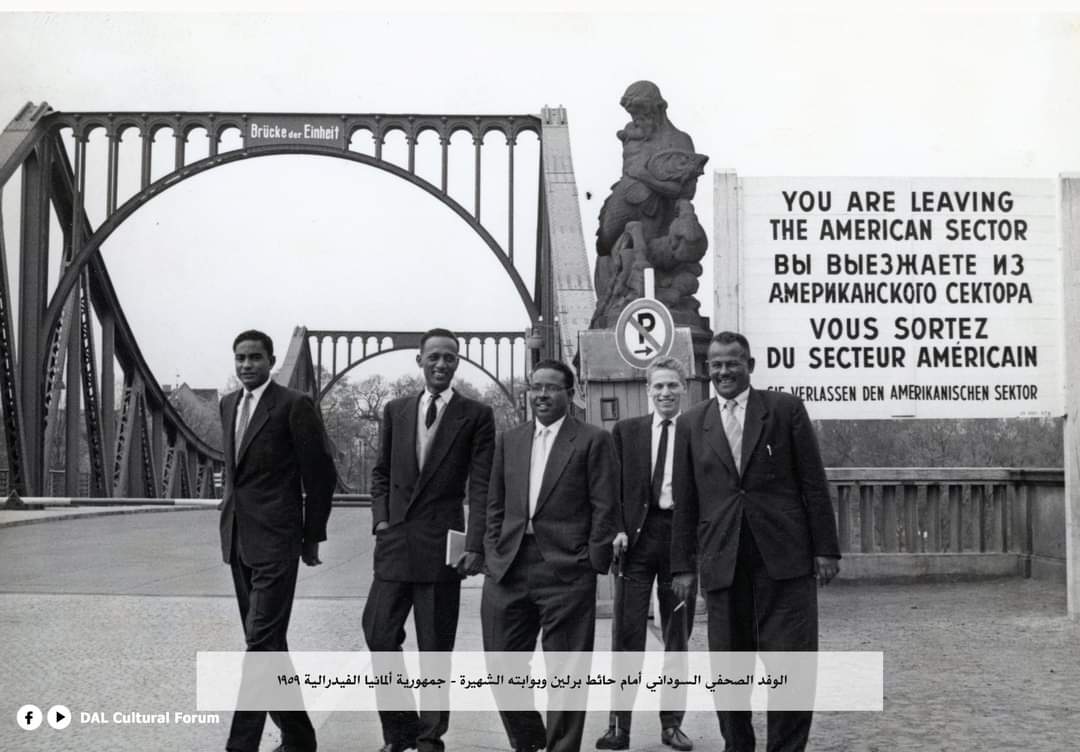 Brücke der Einheit
P
YOU ARE LEAVING
THE AMERICAN SECTOR
ВЫ ВЫЕЗЖАЕТЕ ИЗ
АМЕРИКАНСКОГО СЕКТОРА
VOUS SORTEZ
DU SECTEUR AMÉRICAIN
VERLASSEN DEN AMERIKANISCHEN SEKTOR
الوفد الصحفي السوداني أمام حائط برلين وبوابته الشهيرة - جمهورية ألمانيا الفيدرالية ١٩٥٩
DAL Cultural Forum